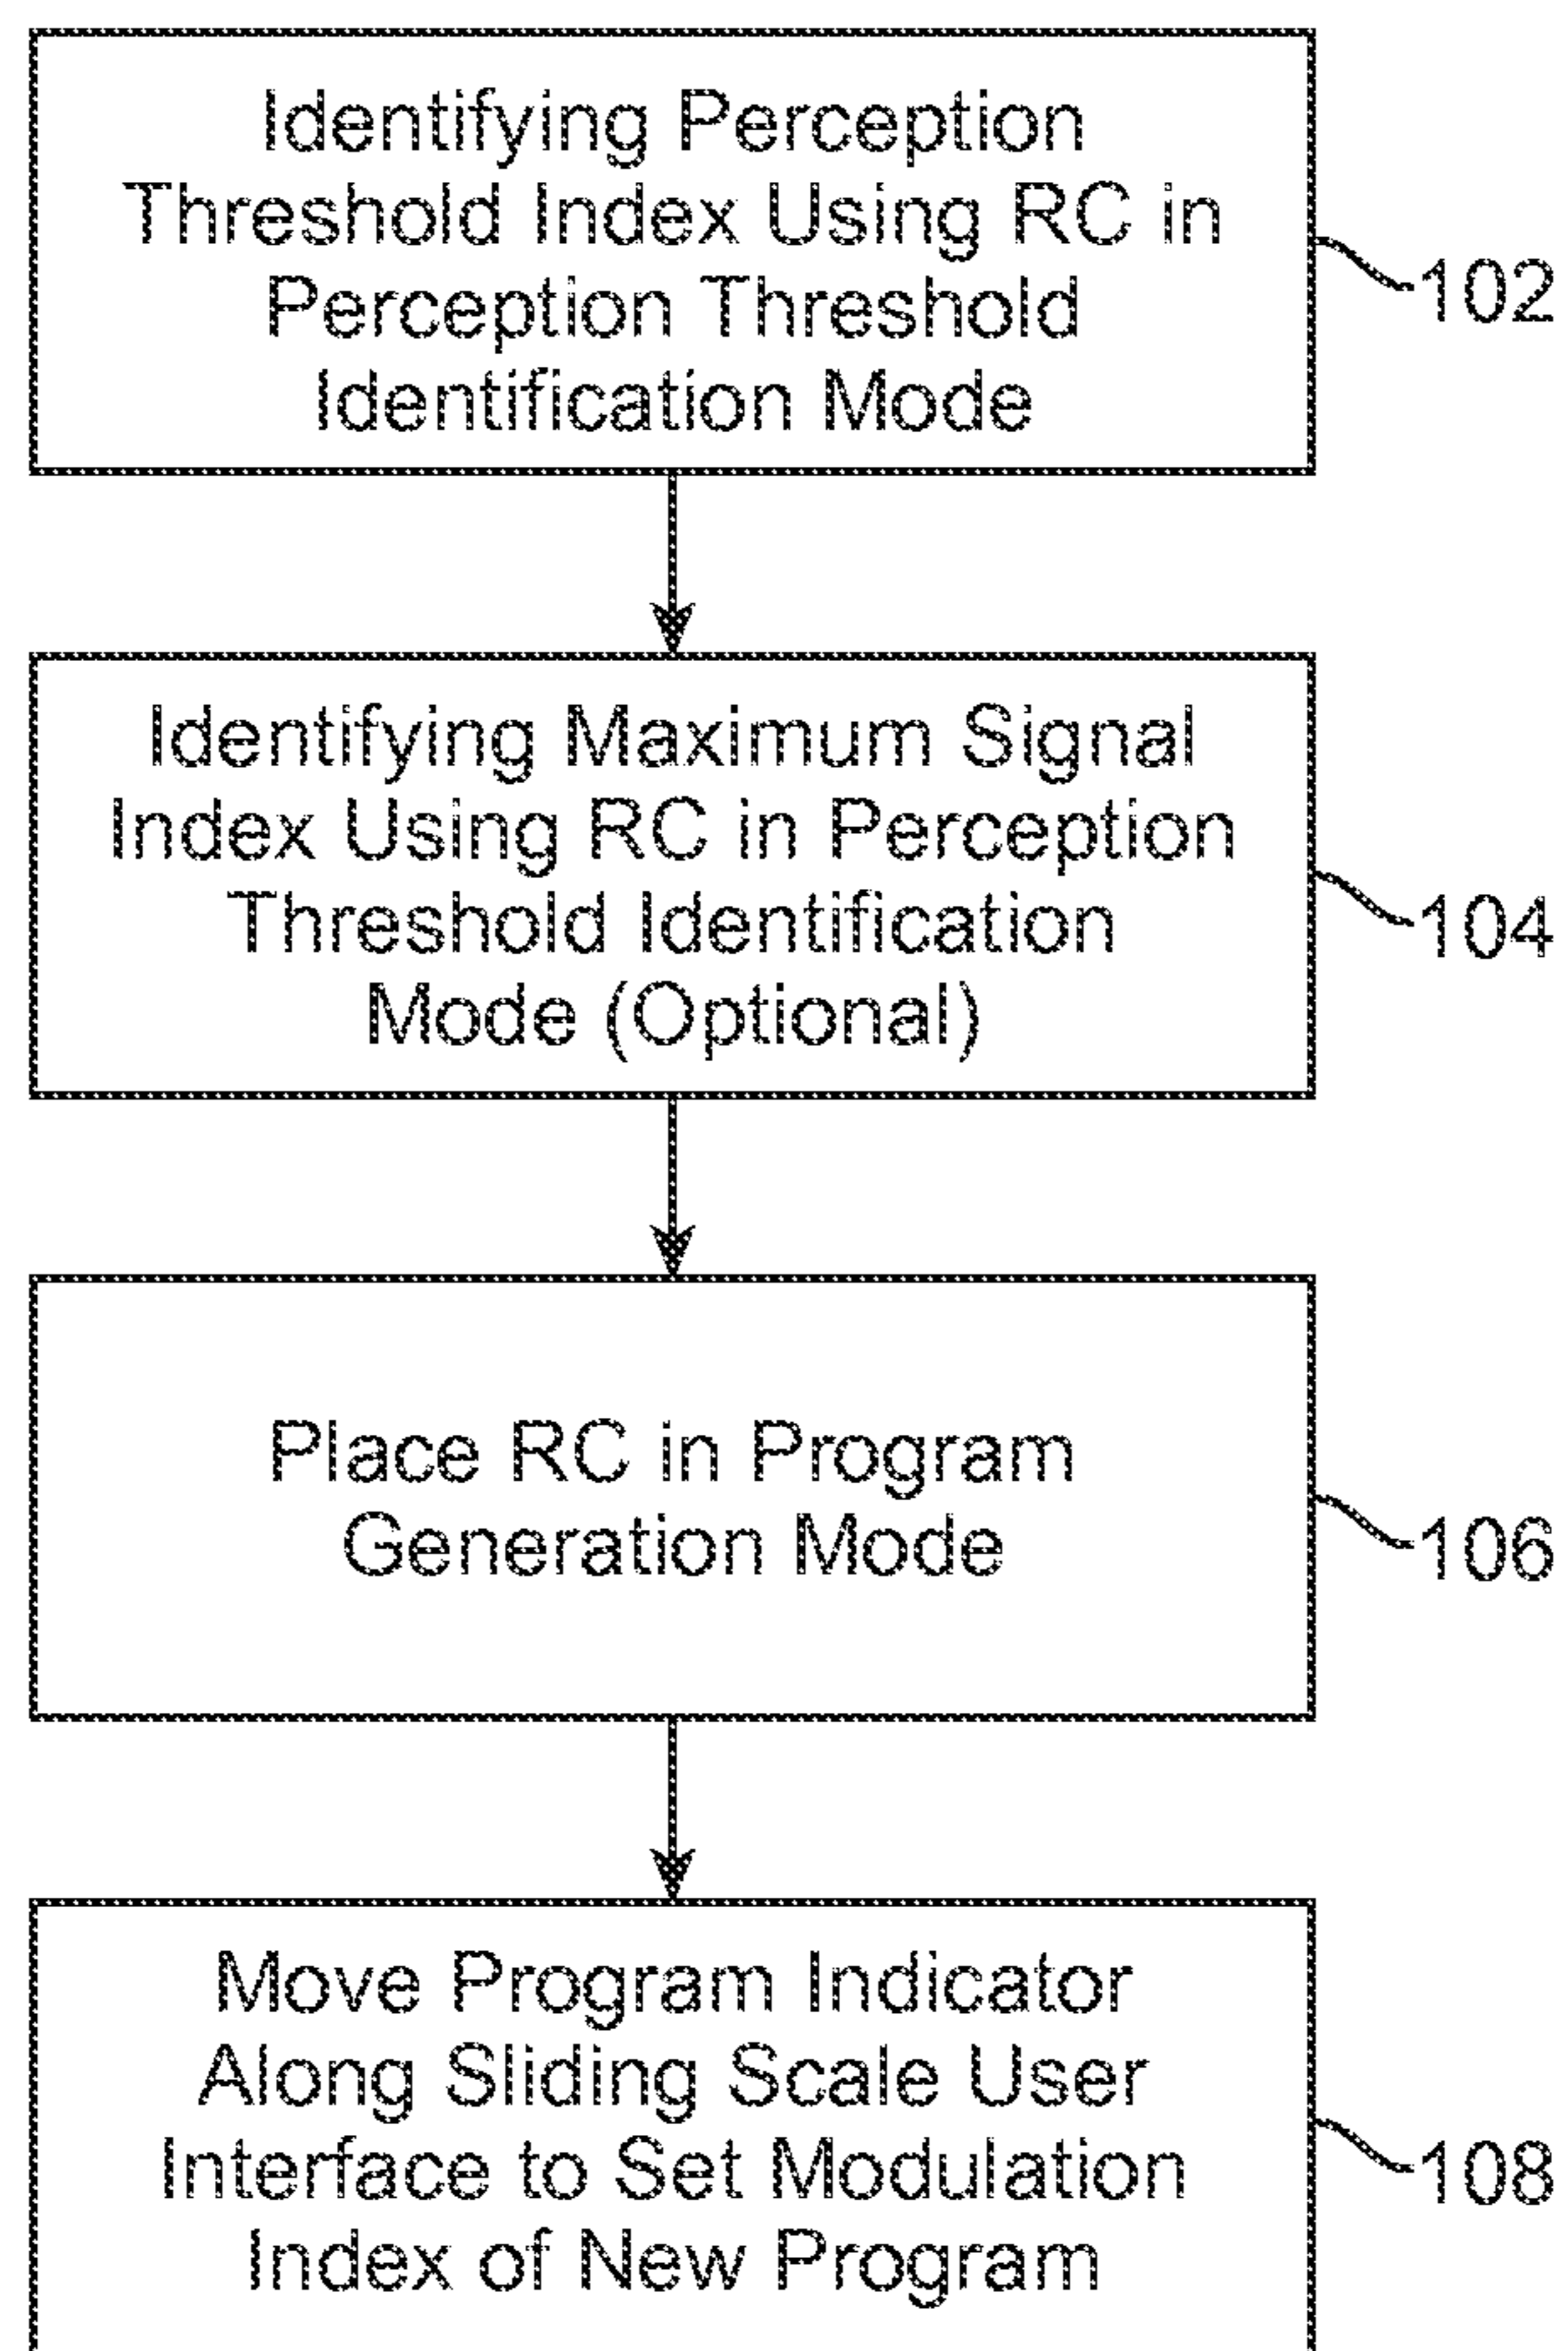 Identifying Perception
Threshold Index Using RC in
Perception Threshold
Identification Mode
102
Identifying Maximum Signal
Index Using RC in Perception
Threshold Identification
Mode (Optional)
104
Place RC in Program
Generation Mode
106
Move Program Indicator
Along Sliding Scale User
Interface to Set Modulation
Index of New Program
108